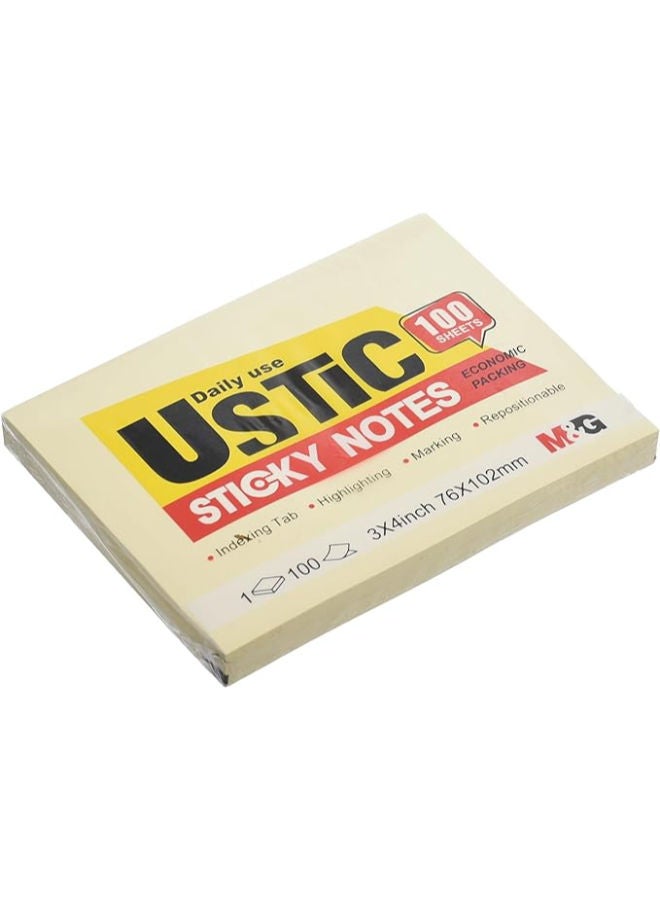 Daily use
USTiC
100
SHEETS
STICKY NOTES
ECONOMIC
PACKING
• Indexing Tab • Highlighting • Marking • Repositionable
1 100 3X4inch 76X102mm
M&G